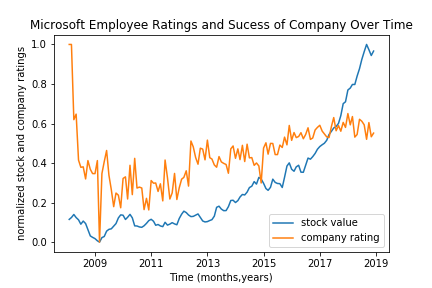 Microsoft Employee Ratings and Sucess of Company Over Time
normalized stock and company ratings
1.0
0.8
0.6
0.4
0.2
0.0
stock value
company rating
2009
2011
2013
2015
2017
2019
Time (months,years)